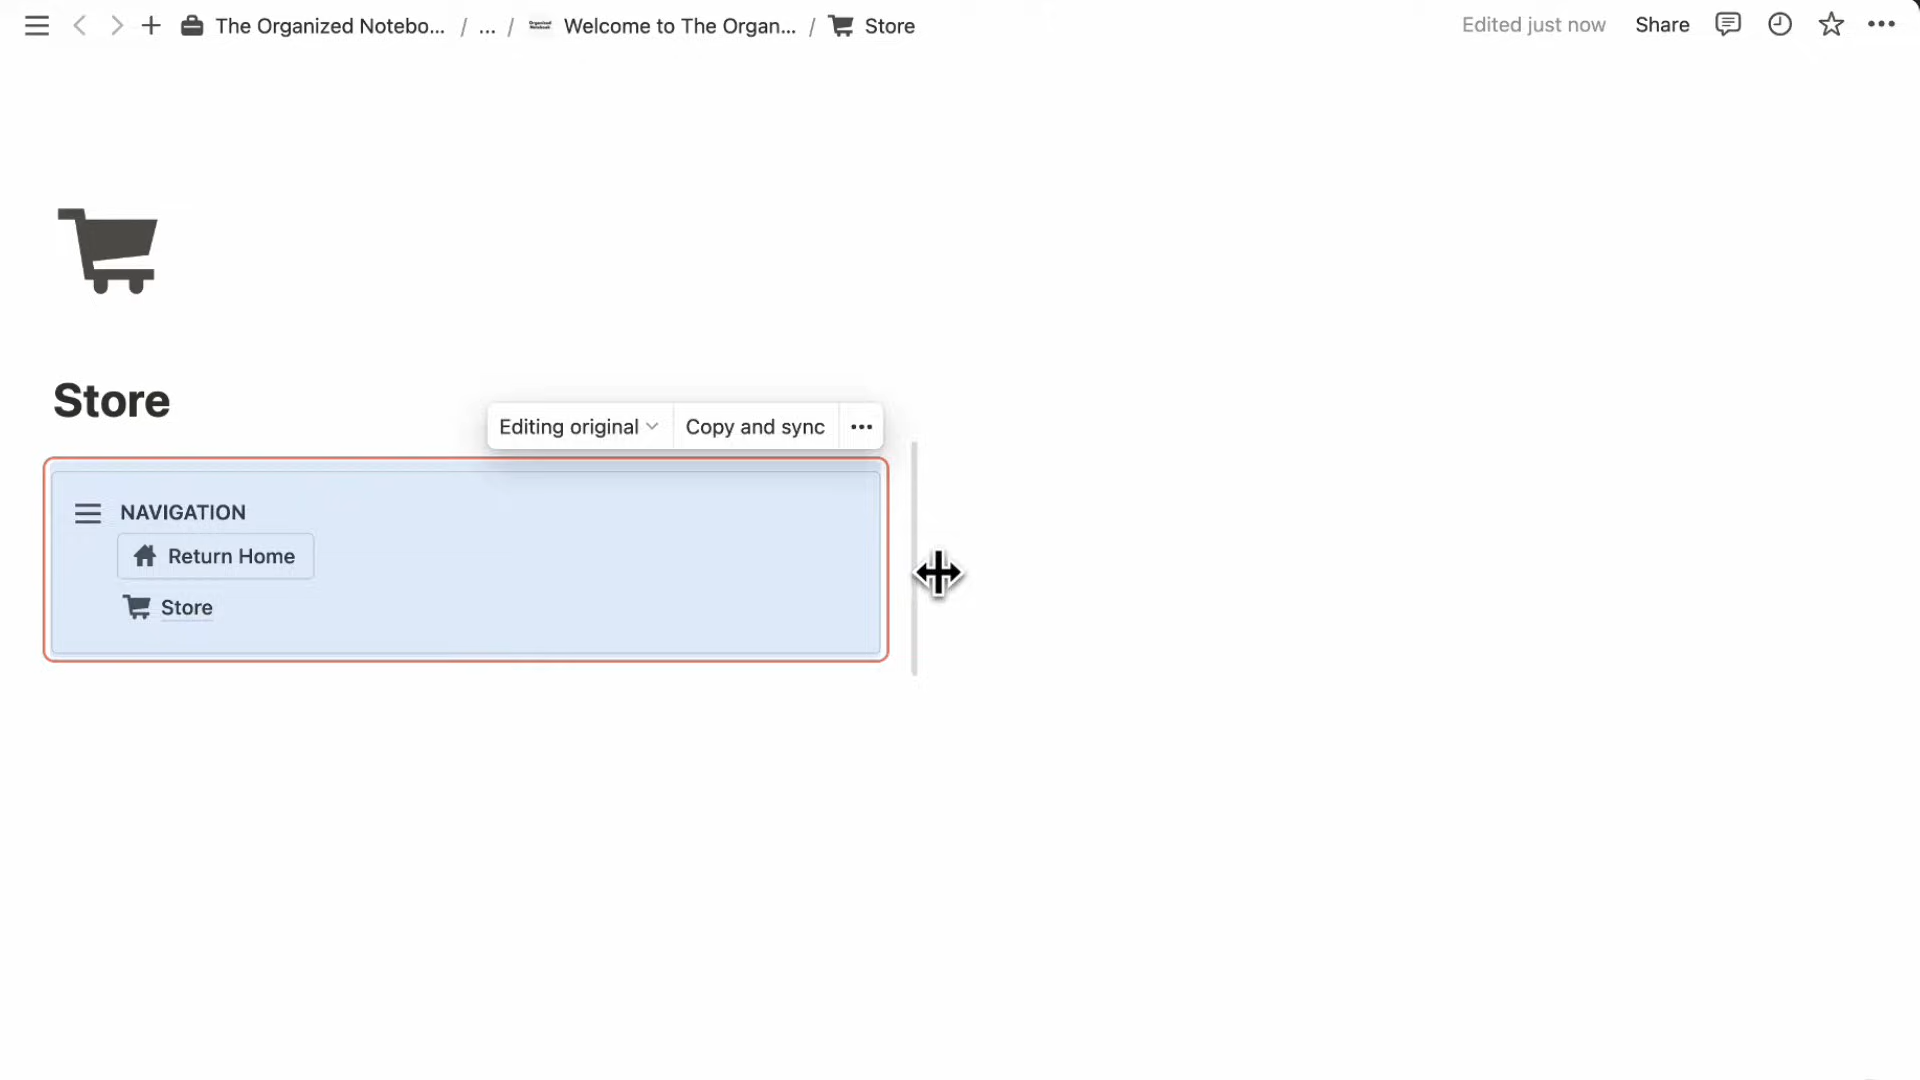 The Organized Notebo... / ... / Welcome to The Organ... / Store
Edited just now Share
Store
Editing original Copy and sync
NAVIGATION
Return Home
Store